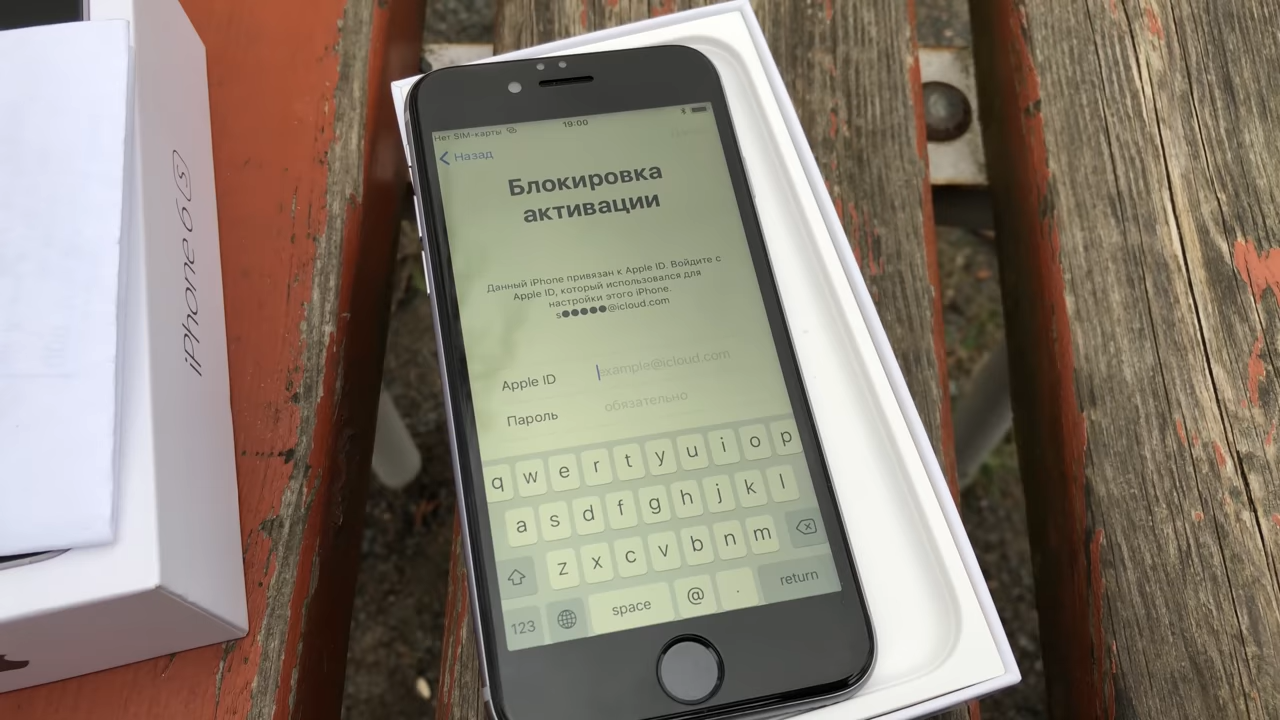 iPhone 6S
Нет SIM-карты
19:00
Назад
Блокировка
активации
Данный iPhone привязан к Apple ID. Войдите с
Apple ID, который использовался для
настройки этого iPhone.
s●●●●●@icloud.com
Apple ID example@icloud.com
Пароль обязательно
q w e r t y u i o p
a s d f g h j k l
z x c v b n m
123 space @ . return